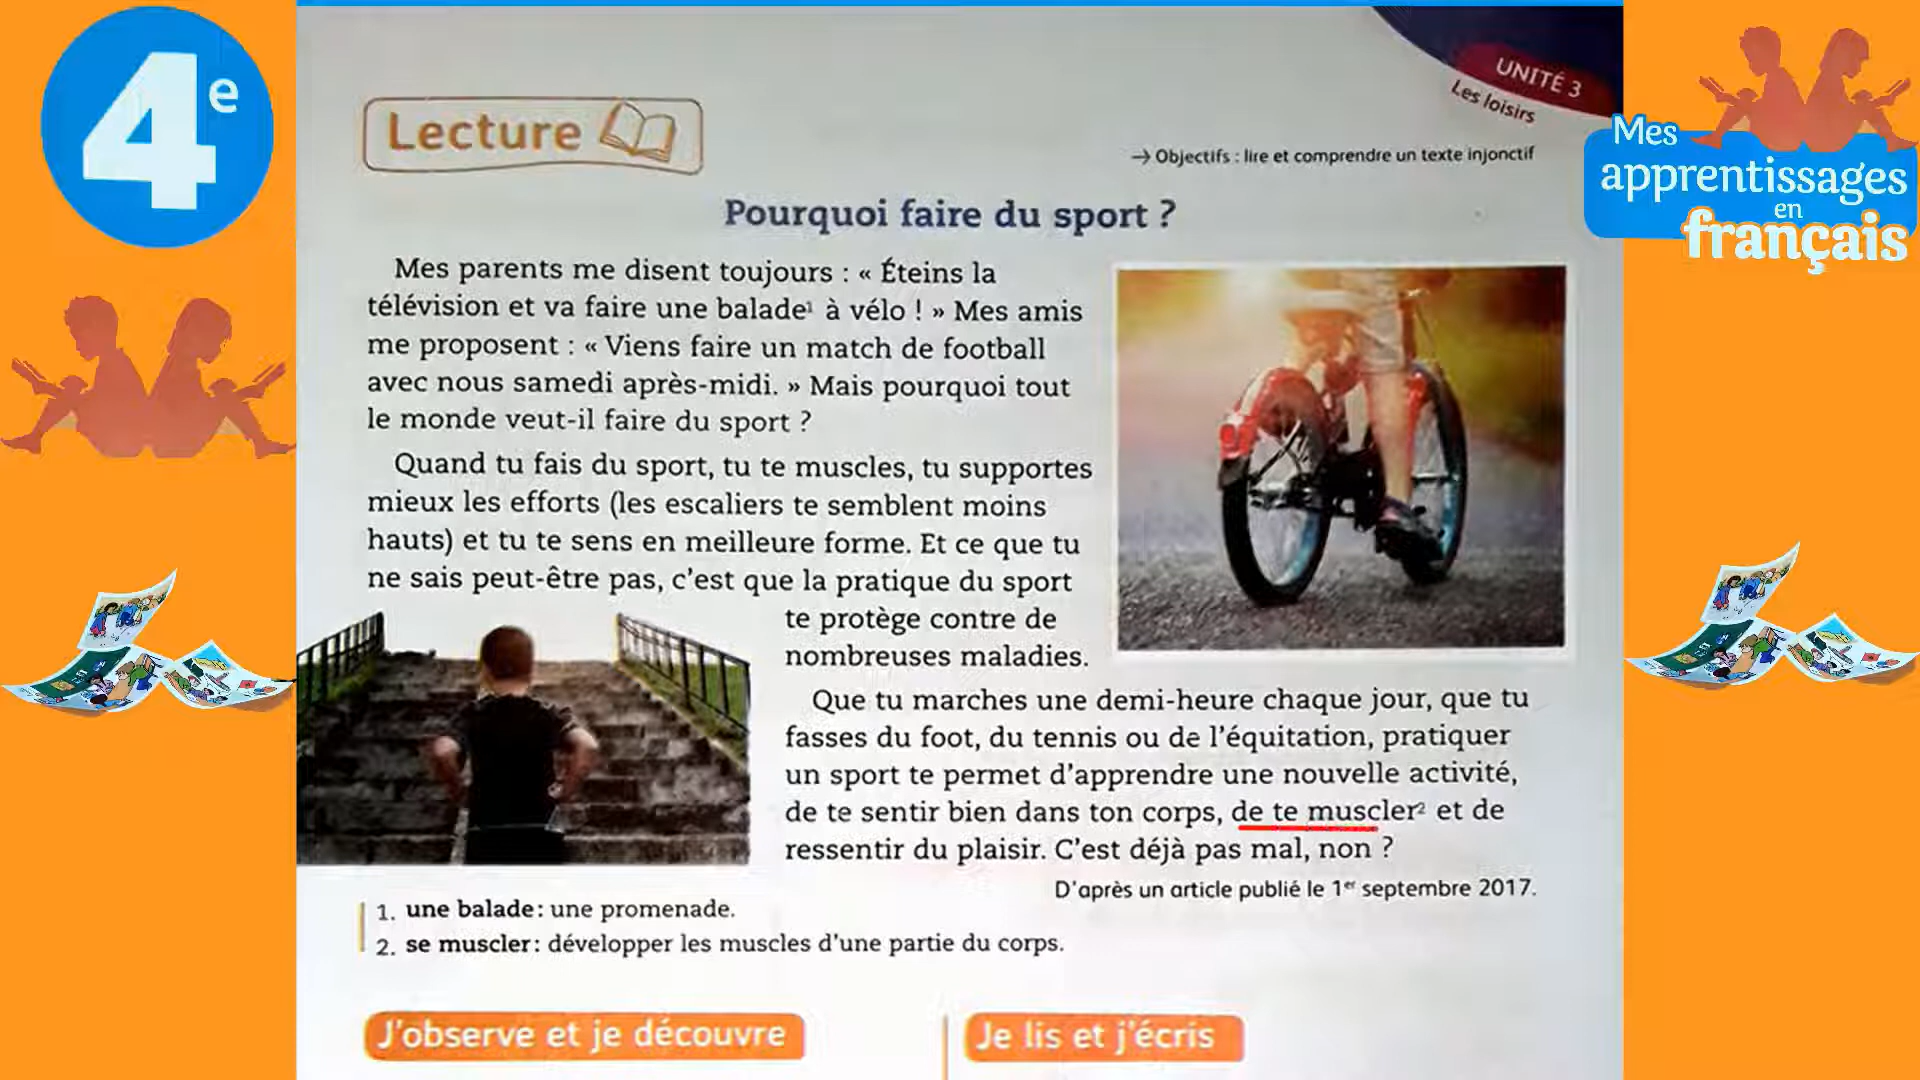 4e
UNITÉ 3
Les loisirs
Mes
apprentissages
en
français
Lecture
→ Objectifs : lire et comprendre un texte injonctif
Pourquoi faire du sport ?
Mes parents me disent toujours : « Éteins la
télévision et va faire une balade¹ à vélo ! » Mes amis
me proposent : « Viens faire un match de football
avec nous samedi après-midi. » Mais pourquoi tout
le monde veut-il faire du sport ?
Quand tu fais du sport, tu te muscles, tu supportes
mieux les efforts (les escaliers te semblent moins
hauts) et tu te sens en meilleure forme. Et ce que tu
ne sais peut-être pas, c'est que la pratique du sport
te protège contre de
nombreuses maladies.
Que tu marches une demi-heure chaque jour, que tu
fasses du foot, du tennis ou de l'équitation, pratiquer
un sport te permet d'apprendre une nouvelle activité,
de te sentir bien dans ton corps, de te muscler² et de
ressentir du plaisir. C'est déjà pas mal, non ?
D'après un article publié le 1er septembre 2017.
1. une balade : une promenade.
2. se muscler : développer les muscles d'une partie du corps.
J'observe et je découvre
Je lis et j'écris